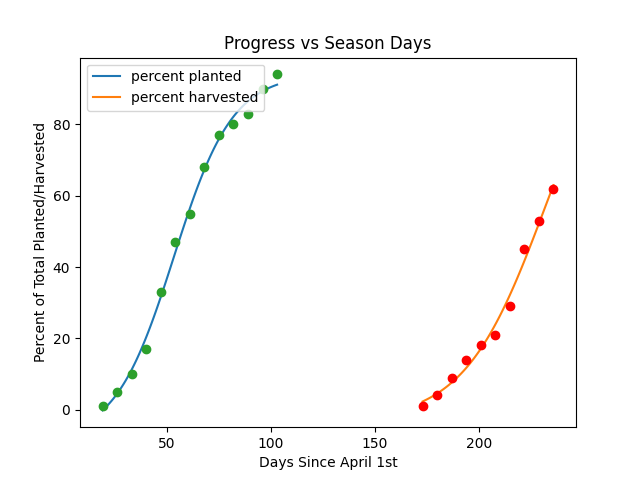 Progress vs Season Days
percent planted
percent harvested
Percent of Total Planted/Harvested
80
60
40
20
0
50
100
150
200
Days Since April 1st